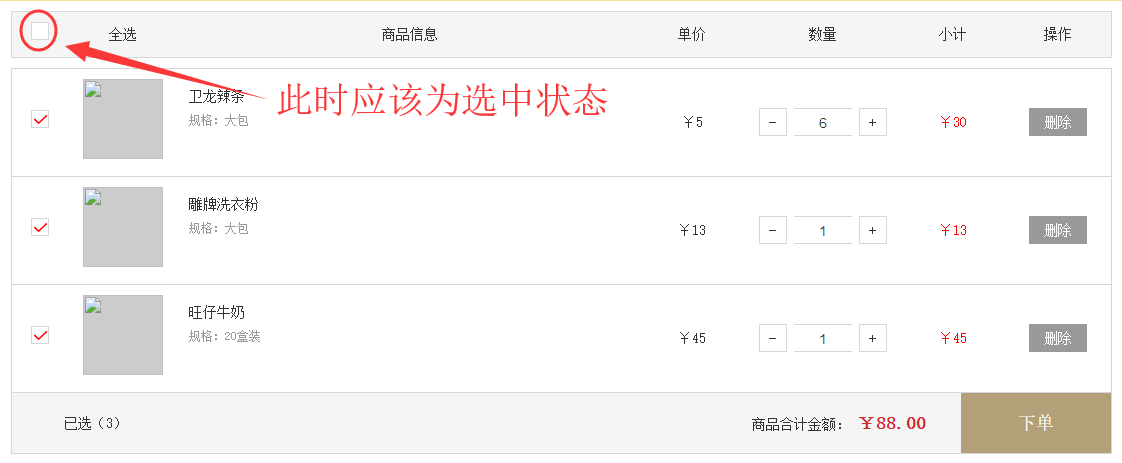 全选 商品信息 单价 数量 小计 操作
此时应该为选中状态
卫龙辣条
规格：大包
￥5 - 6 + ￥30 删除
雕牌洗衣粉
规格：大包
￥13 - 1 + ￥13 删除
旺仔牛奶
规格：20盒装
￥45 - 1 + ￥45 删除
已选（3） 商品合计金额： ￥88.00 下单